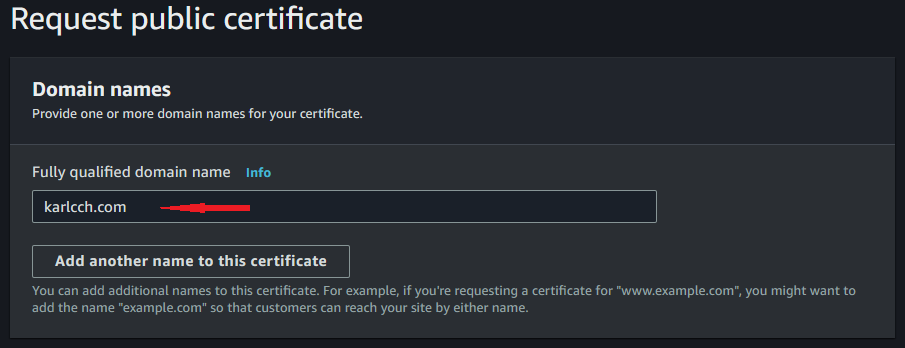 Request public certificate
Domain names
Provide one or more domain names for your certificate.
Fully qualified domain name Info
karlcch.com
Add another name to this certificate
You can add additional names to this certificate. For example, if you're requesting a certificate for "www.example.com", you might want to
add the name "example.com" so that customers can reach your site by either name.